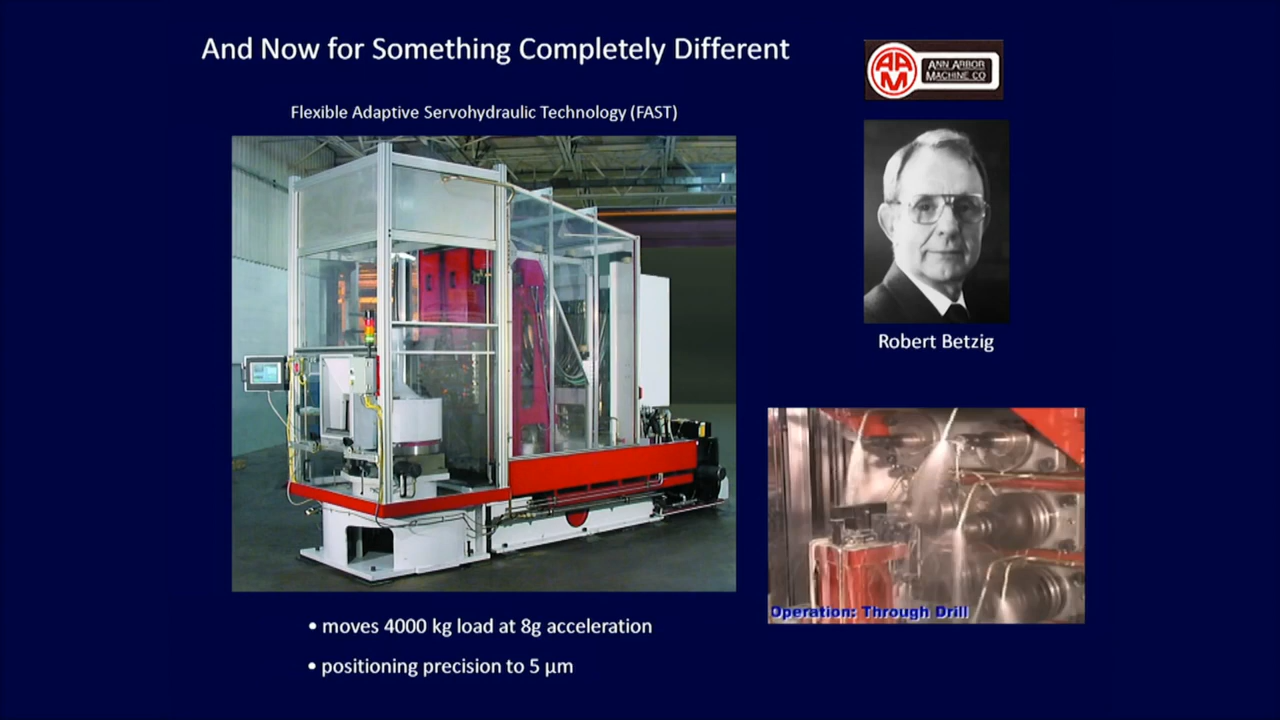 And Now for Something Completely Different
AAM
ANN ARBOR
MACHINE CO
Flexible Adaptive Servohydraulic Technology (FAST)
Robert Betzig
Operation: Through Drill
• moves 4000 kg load at 8g acceleration
• positioning precision to 5 µm